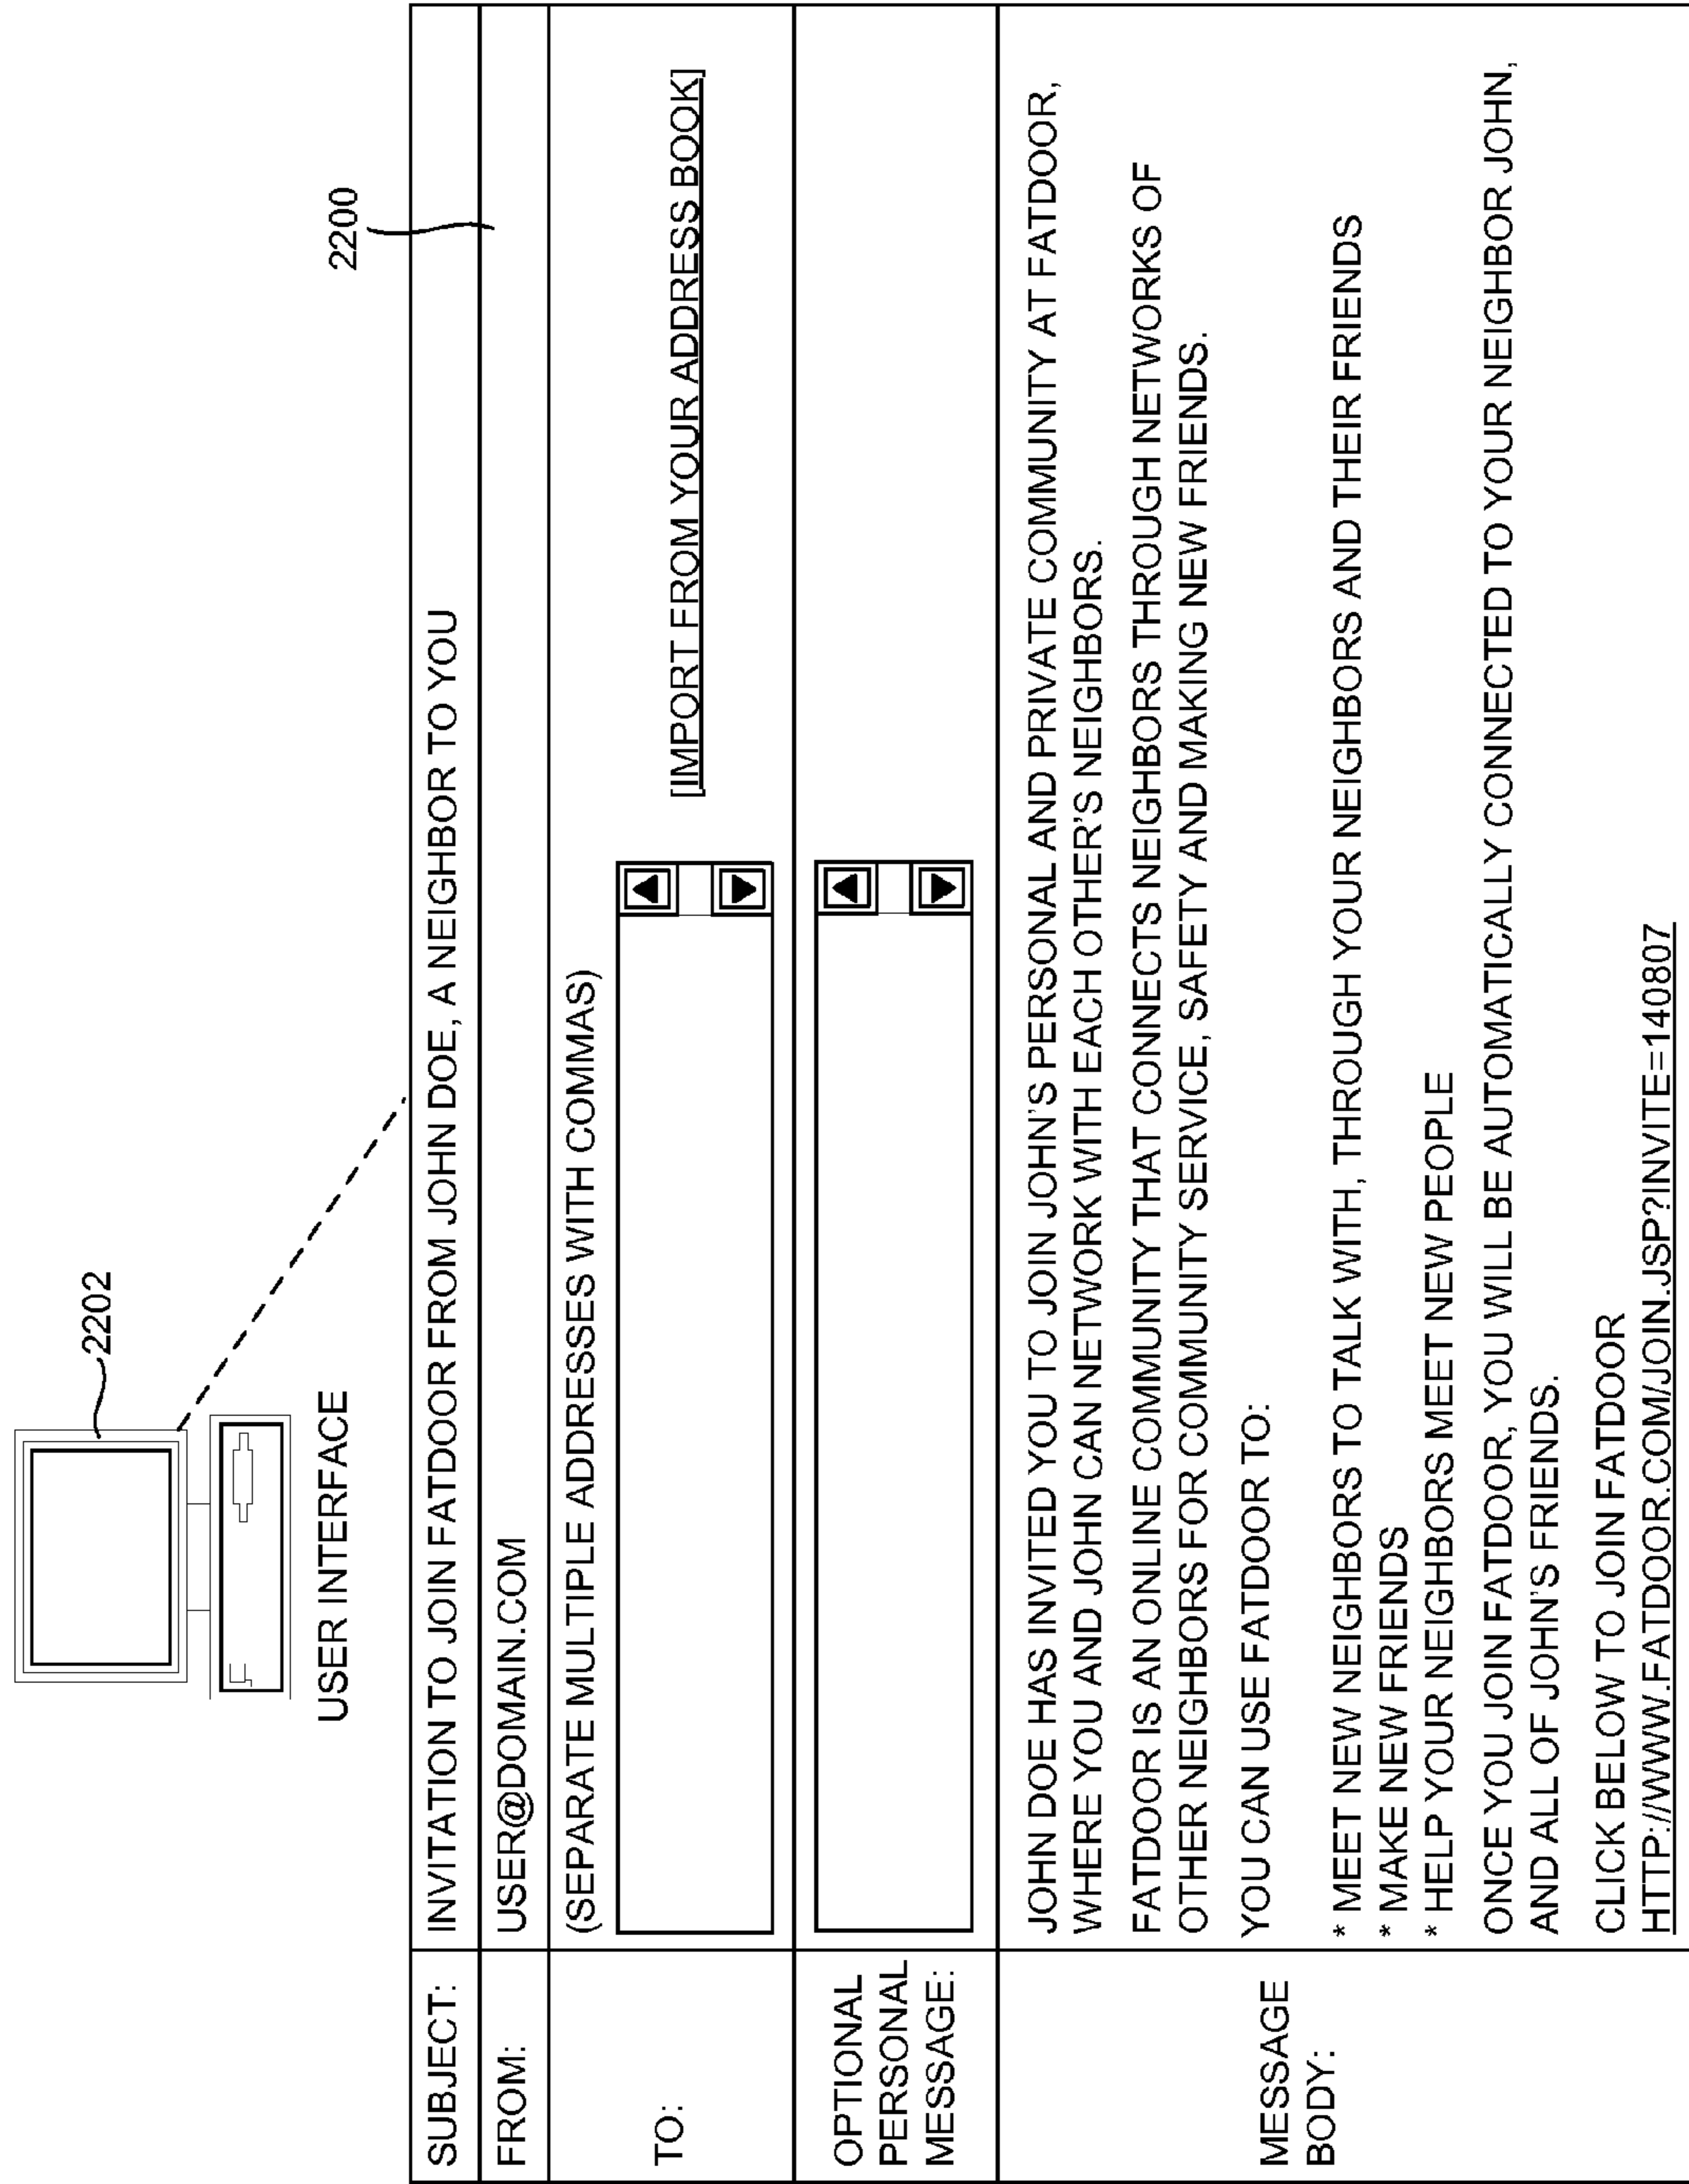 2202
USER INTERFACE
2200
SUBJECT:
INVITATION TO JOIN FATDOOR FROM JOHN DOE, A NEIGHBOR TO YOU
FROM:
USER@DOMAIN.COM
TO:
(SEPARATE MULTIPLE ADDRESSES WITH COMMAS)
[IMPORT FROM YOUR ADDRESS BOOK]
OPTIONAL
PERSONAL
MESSAGE:
MESSAGE
BODY:
JOHN DOE HAS INVITED YOU TO JOIN JOHN'S PERSONAL AND PRIVATE COMMUNITY AT FATDOOR,
WHERE YOU AND JOHN CAN NETWORK WITH EACH OTHER'S NEIGHBORS.
FATDOOR IS AN ONLINE COMMUNITY THAT CONNECTS NEIGHBORS THROUGH NETWORKS OF
OTHER NEIGHBORS FOR COMMUNITY SERVICE, SAFETY AND MAKING NEW FRIENDS.
YOU CAN USE FATDOOR TO:
* MEET NEW NEIGHBORS TO TALK WITH, THROUGH YOUR NEIGHBORS AND THEIR FRIENDS
* MAKE NEW FRIENDS
* HELP YOUR NEIGHBORS MEET NEW PEOPLE
ONCE YOU JOIN FATDOOR, YOU WILL BE AUTOMATICALLY CONNECTED TO YOUR NEIGHBOR JOHN,
AND ALL OF JOHN'S FRIENDS.
CLICK BELOW TO JOIN FATDOOR
HTTP://WWW.FATDOOR.COM/JOIN.JSP?INVITE=140807